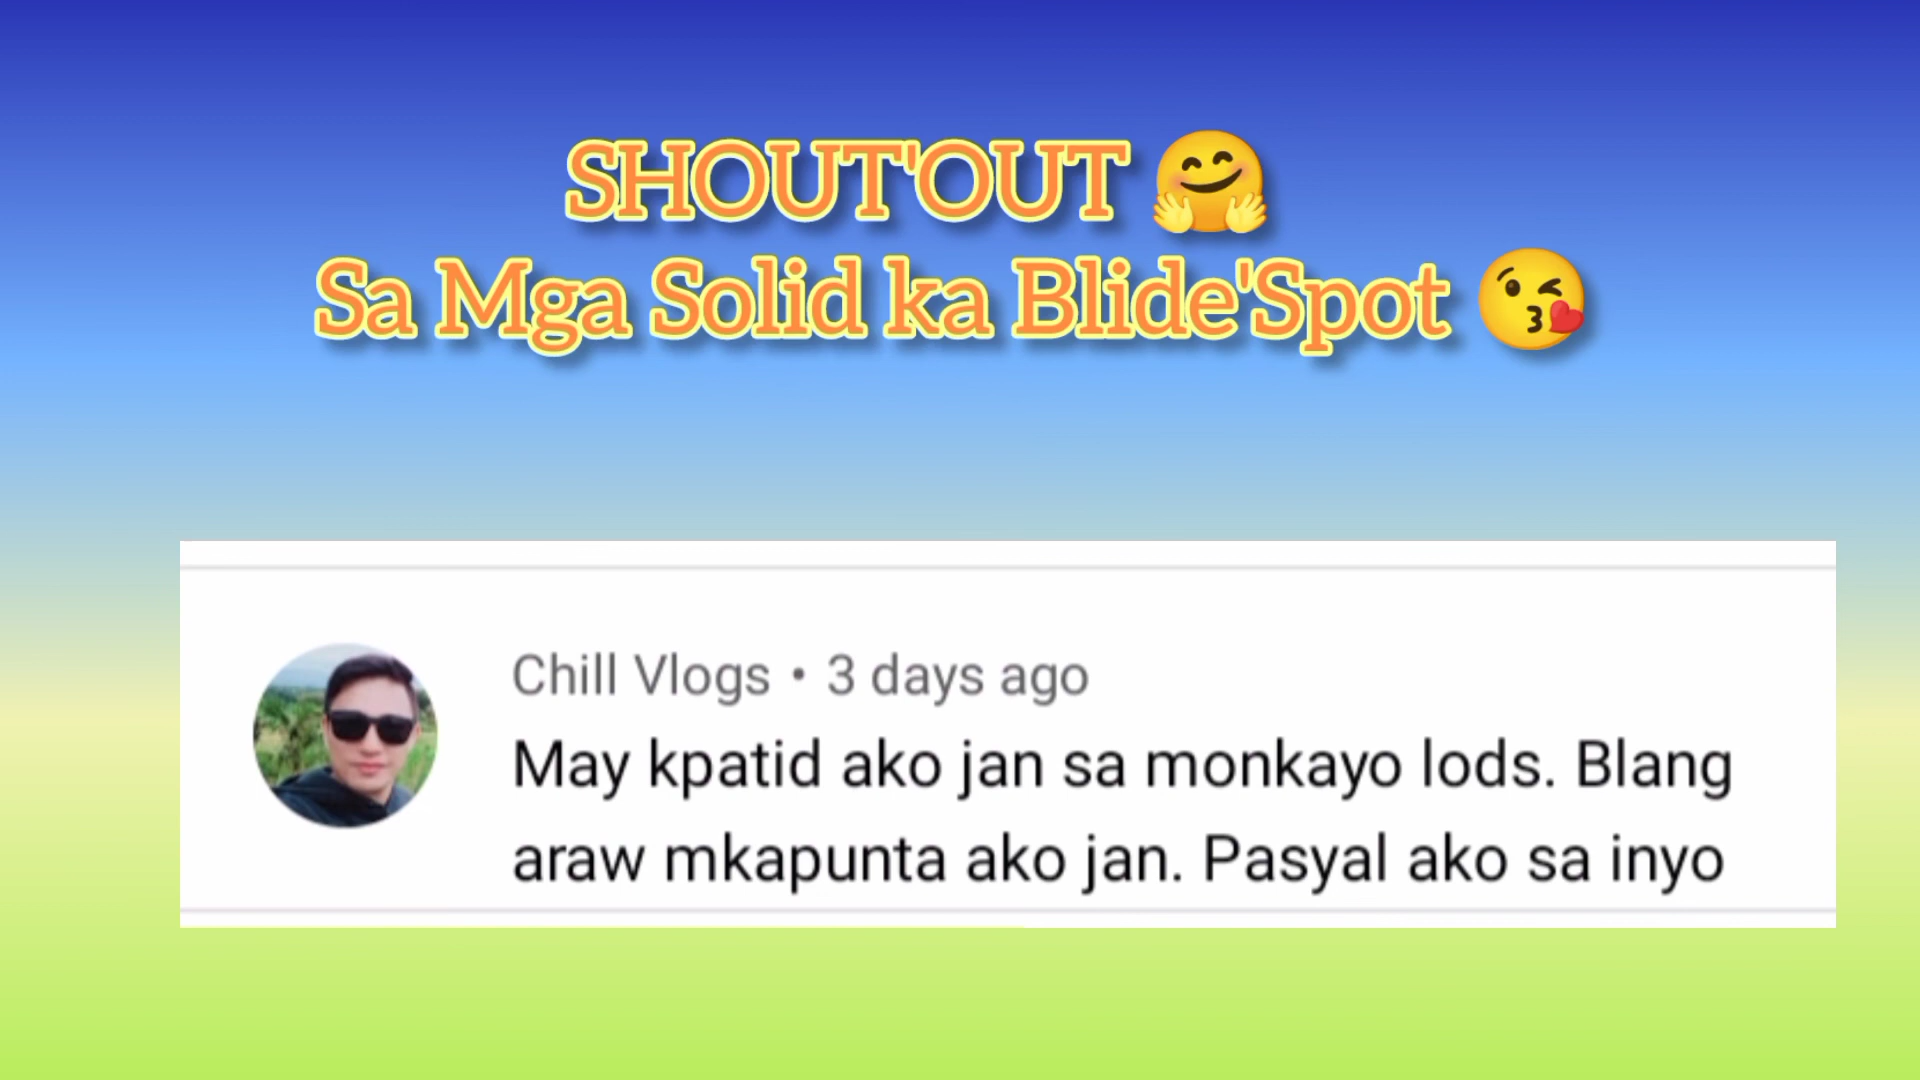 SHOUT'OUT 🤗
Sa Mga Solid ka Blide'Spot 😘
Chill Vlogs • 3 days ago
May kpatid ako jan sa monkayo lods. Blang
araw mkapunta ako jan. Pasyal ako sa inyo